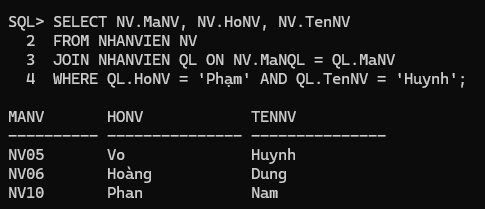 SQL> SELECT NV.MaNV, NV.HoNV, NV.TenNV
  2  FROM NHANVIEN NV
  3  JOIN NHANVIEN QL ON NV.MaNQL = QL.MaNV
  4  WHERE QL.HoNV = 'Phạm' AND QL.TenNV = 'Huynh';
MANV       HONV            TENNV
---------- --------------- ---------------
NV05       Vo              Huynh
NV06       Hoàng           Dung
NV10       Phan            Nam